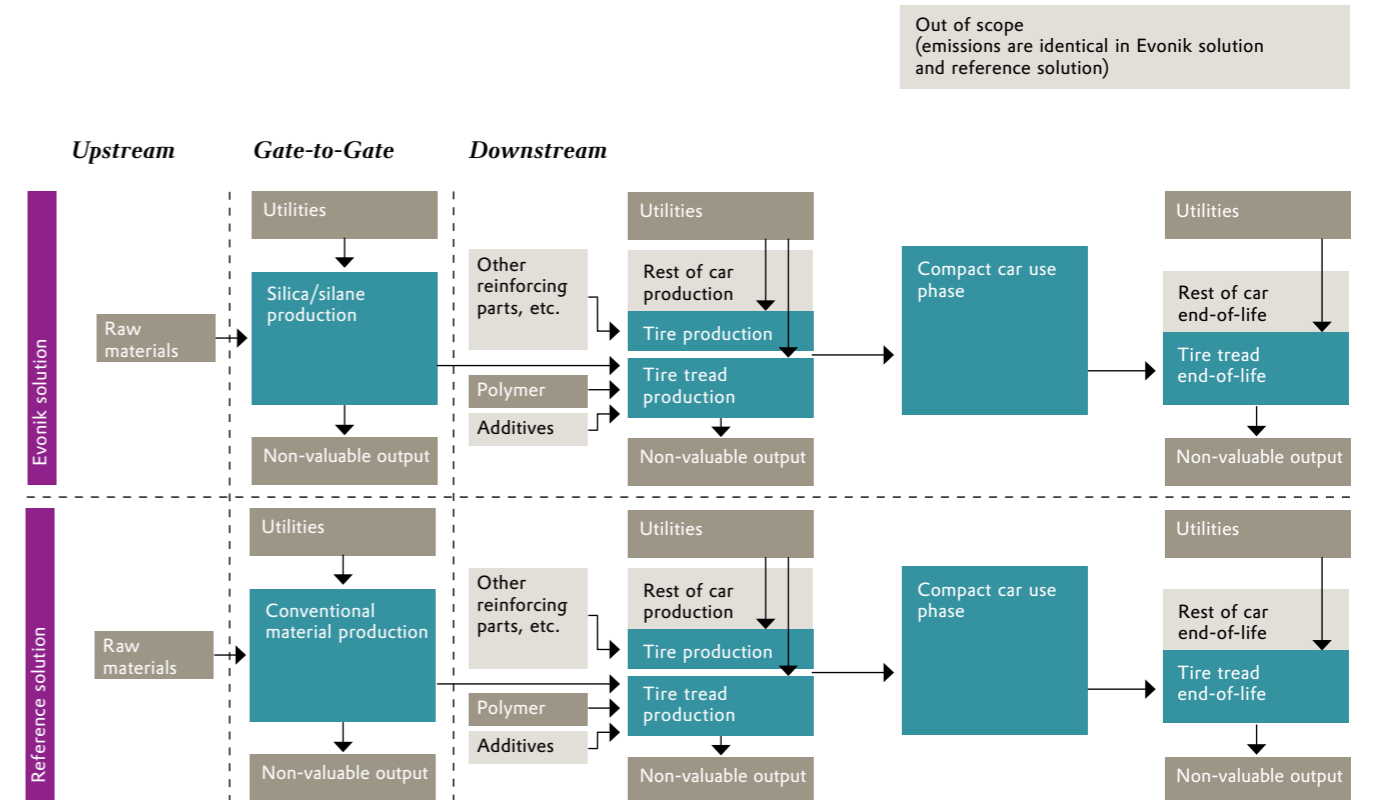 Out of scope
(emissions are identical in Evonik solution
and reference solution)
Upstream
Gate-to-Gate
Downstream
Evonik solution
Raw
materials
Utilities
Silica/silane
production
Non-valuable output
Other
reinforcing
parts, etc.
Polymer
Additives
Utilities
Rest of car
production
Tire production
Tire tread
production
Non-valuable output
Compact car use
phase
Utilities
Rest of car
end-of-life
Tire tread
end-of-life
Non-valuable output
Reference solution
Raw
materials
Utilities
Conventional
material production
Non-valuable output
Other
reinforcing
parts, etc.
Polymer
Additives
Utilities
Rest of car
production
Tire production
Tire tread
production
Non-valuable output
Compact car use
phase
Utilities
Rest of car
end-of-life
Tire tread
end-of-life
Non-valuable output